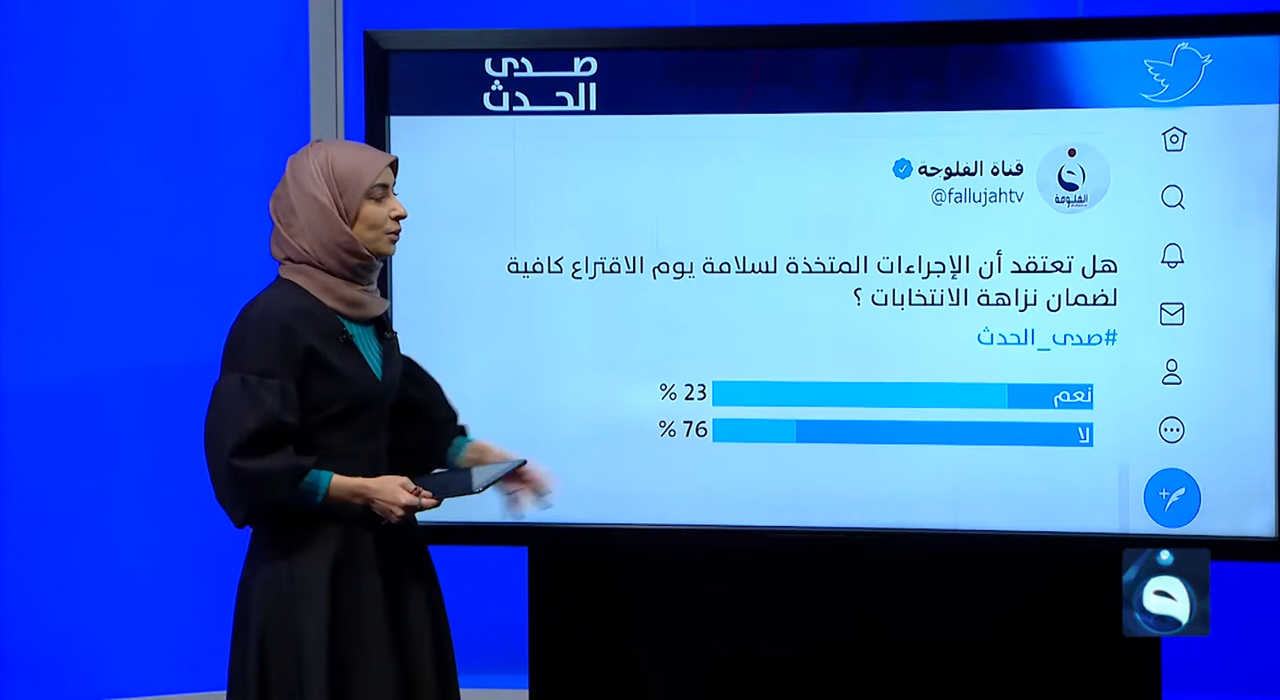 صدى
الحدث
قناة الفلوجة
@fallujahtv
الفلوجة
هل تعتقد أن الإجراءات المتخذة لسلامة يوم الاقتراع كافية
لضمان نزاهة الانتخابات ؟
#صدى_الحدث
نعم % 23
لا % 76